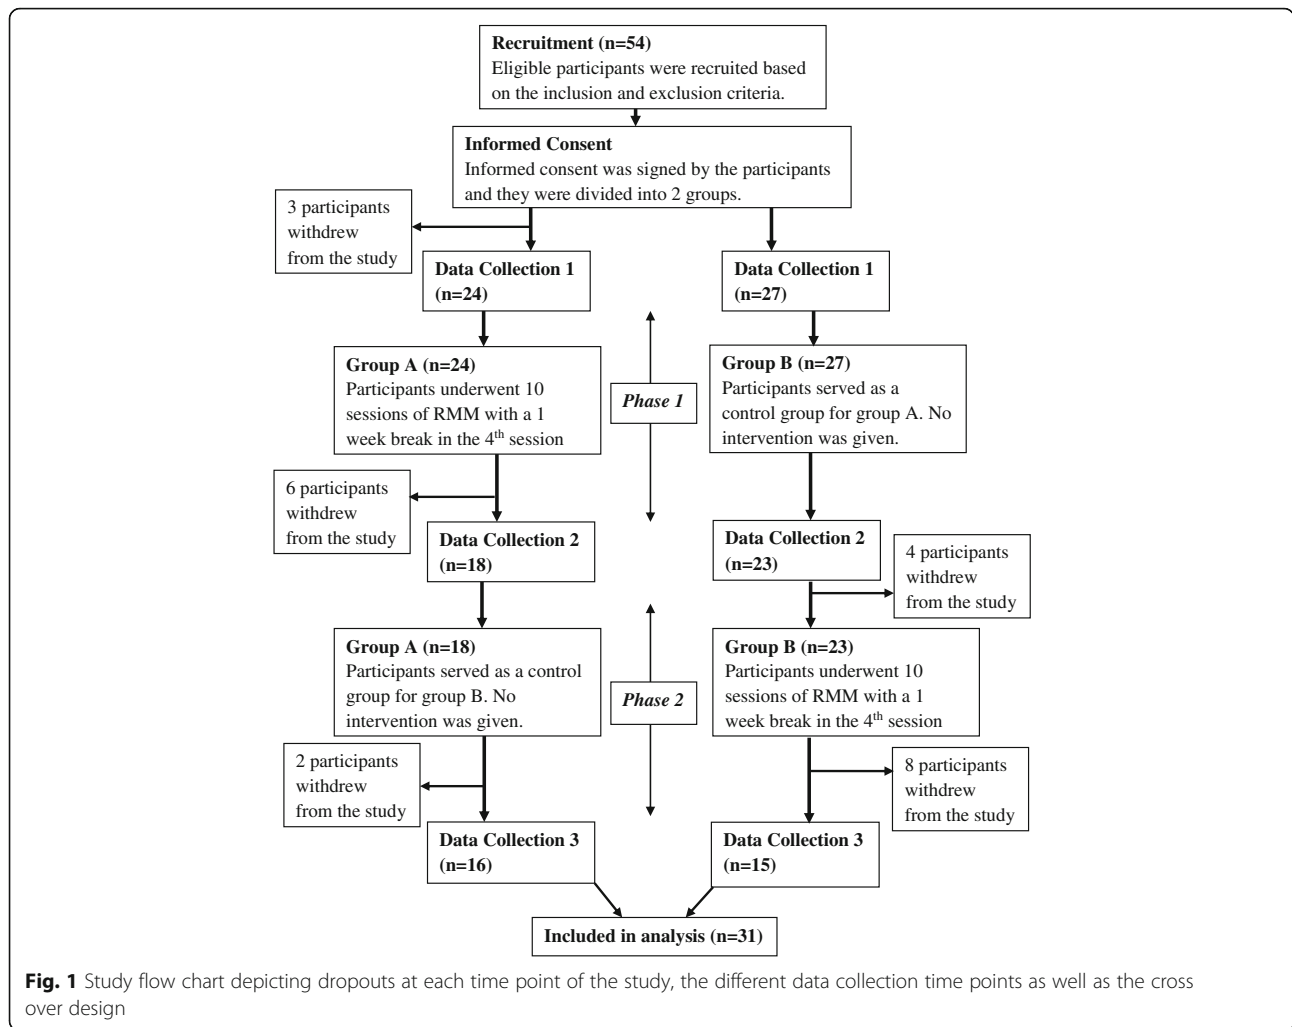 Recruitment (n=54)
Eligible participants were recruited based
on the inclusion and exclusion criteria.
Informed Consent
Informed consent was signed by the participants
and they were divided into 2 groups.
3 participants
withdrew
from the study
Data Collection 1
(n=24)
Data Collection 1
(n=27)
Group A (n=24)
Participants underwent 10
sessions of RMM with a 1
week break in the 4th session
Phase 1
Group B (n=27)
Participants served as a
control group for group A. No
intervention was given.
6 participants
withdrew
from the study
Data Collection 2
(n=18)
Data Collection 2
(n=23)
4 participants
withdrew
from the study
Group A (n=18)
Participants served as a control
group for group B. No
intervention was given.
Phase 2
Group B (n=23)
Participants underwent 10
sessions of RMM with a 1
week break in the 4th session
2 participants
withdrew
from the study
8 participants
withdrew
from the study
Data Collection 3
(n=16)
Data Collection 3
(n=15)
Included in analysis (n=31)
Fig. 1 Study flow chart depicting dropouts at each time point of the study, the different data collection time points as well as the cross
over design